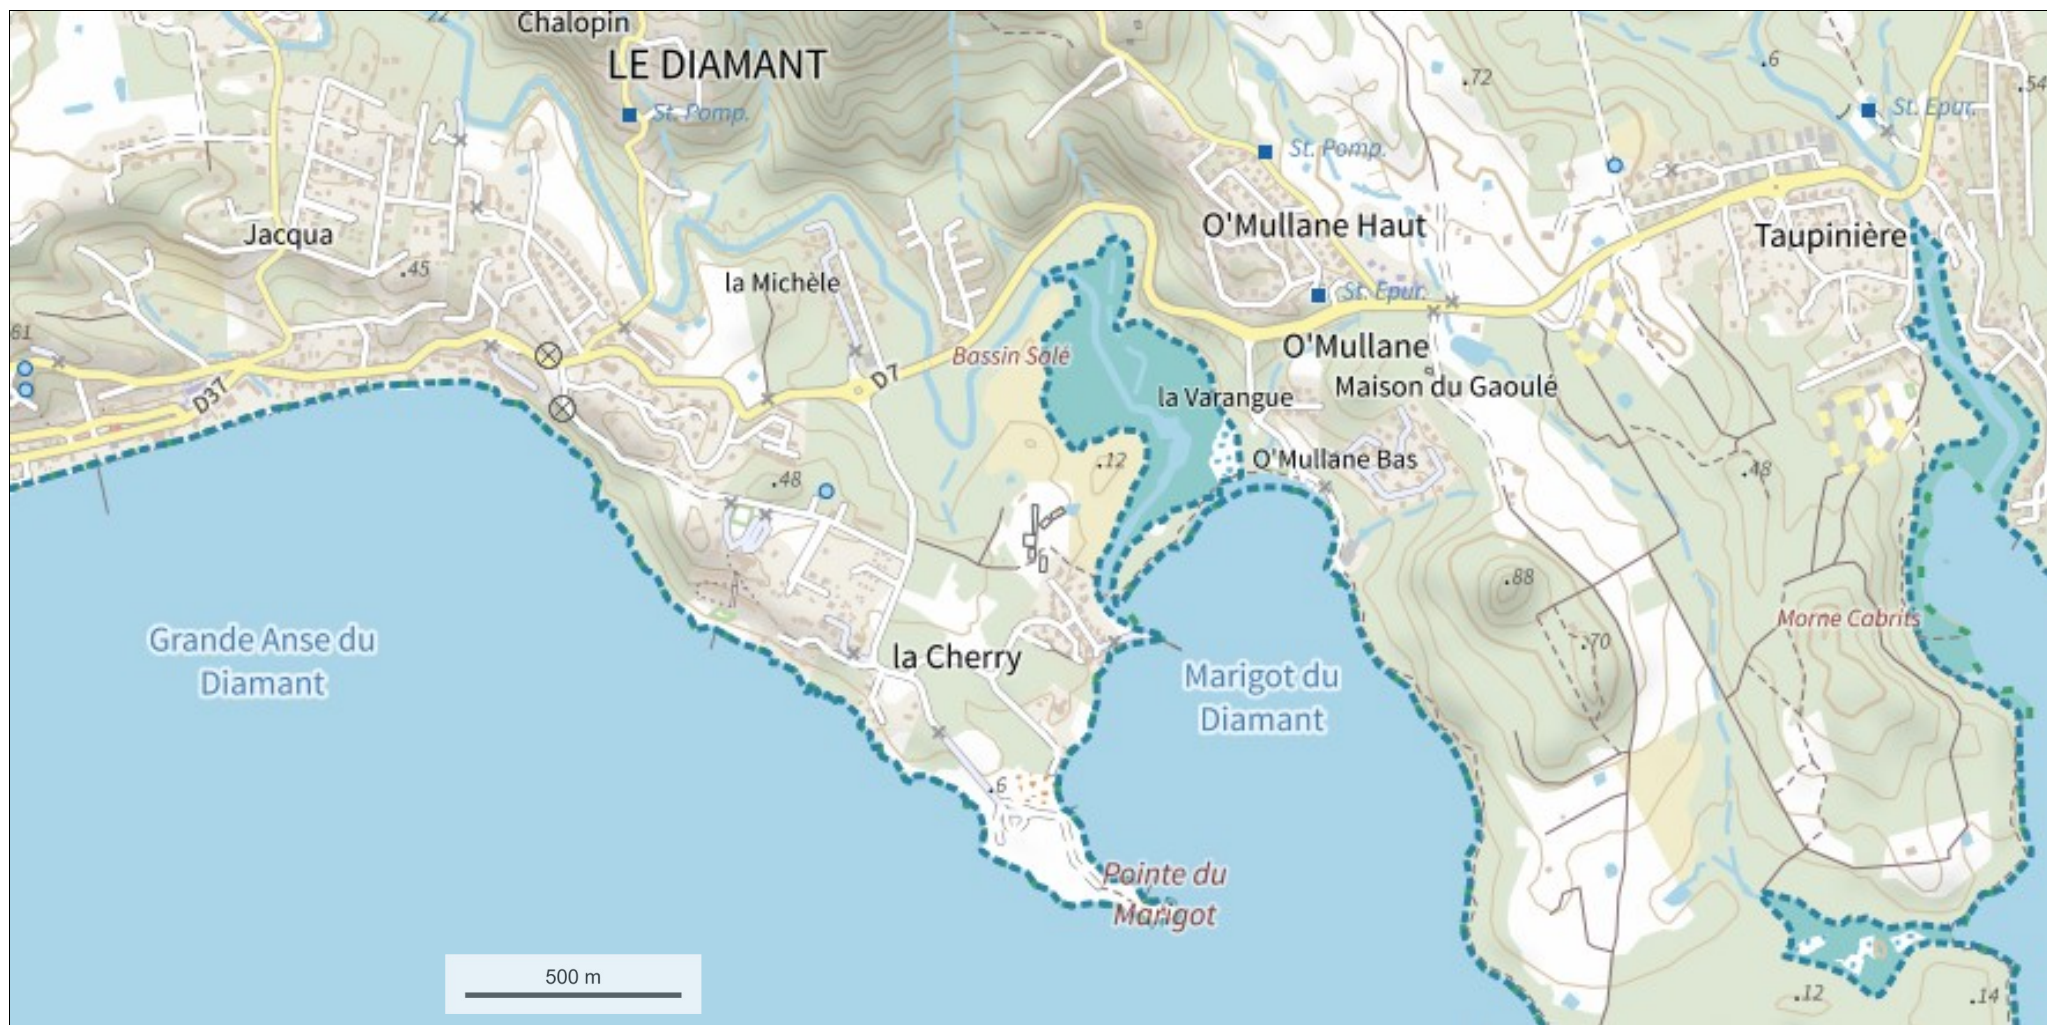 22
Chalopin
LE DIAMANT
.6
.72
.54
St. Pomp.
St. Epur.
St. Pomp.
O'Mullane Haut
Taupinière
Jacqua
.45
la Michèle
St. Epur.
61
O'Mullane
Bassin Salé
D7
D37
la Varangue
Maison du Gaoulé
.12
O'Mullane Bas
.48
.48
.88
Morne Cabrits
.70
Grande Anse du
Diamant
la Cherry
Marigot du
Diamant
.6
Pointe du
Marigot
500 m
.12
.14